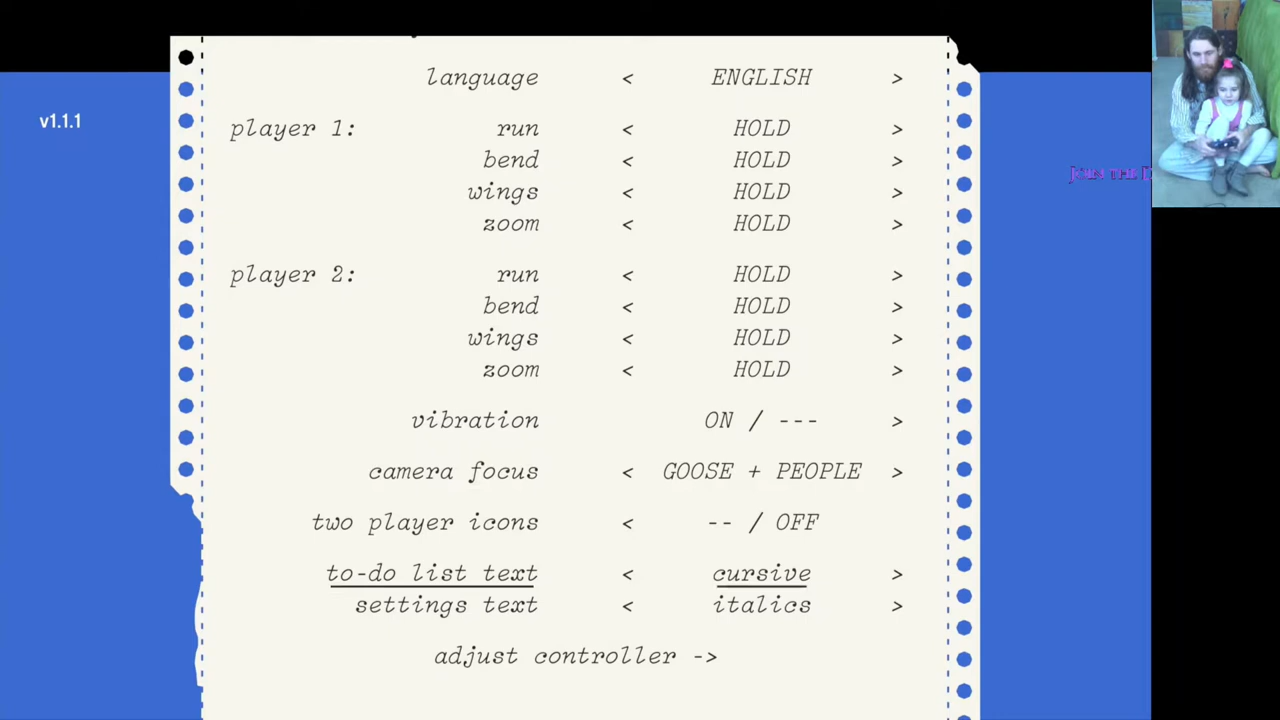 language < ENGLISH >
v1.1.1
player 1: run < HOLD >
bend < HOLD >
wings < HOLD >
Join the
zoom < HOLD >
player 2: run < HOLD >
bend < HOLD >
wings < HOLD >
zoom < HOLD >
vibration ON / --- >
camera focus < GOOSE + PEOPLE >
two player icons < -- / OFF
to-do list text < cursive >
settings text < italics >
adjust controller ->